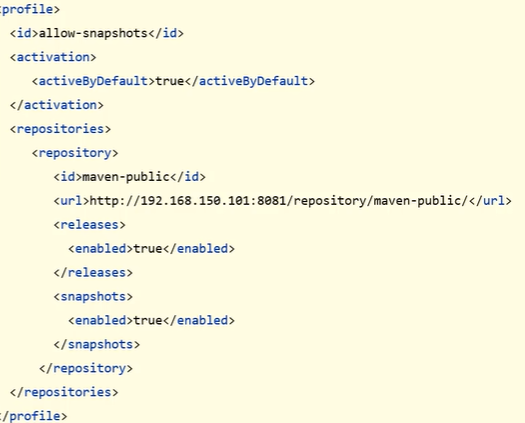 profile>
<id>allow-snapshots</id>
<activation>
<activeByDefault>true</activeByDefault>
</activation>
<repositories>
<repository>
<id>maven-public</id>
<url>http://192.168.150.101:8081/repository/maven-public/</url>
<releases>
<enabled>true</enabled>
</releases>
<snapshots>
<enabled>true</enabled>
</snapshots>
</repository>
</repositories>
/profile>